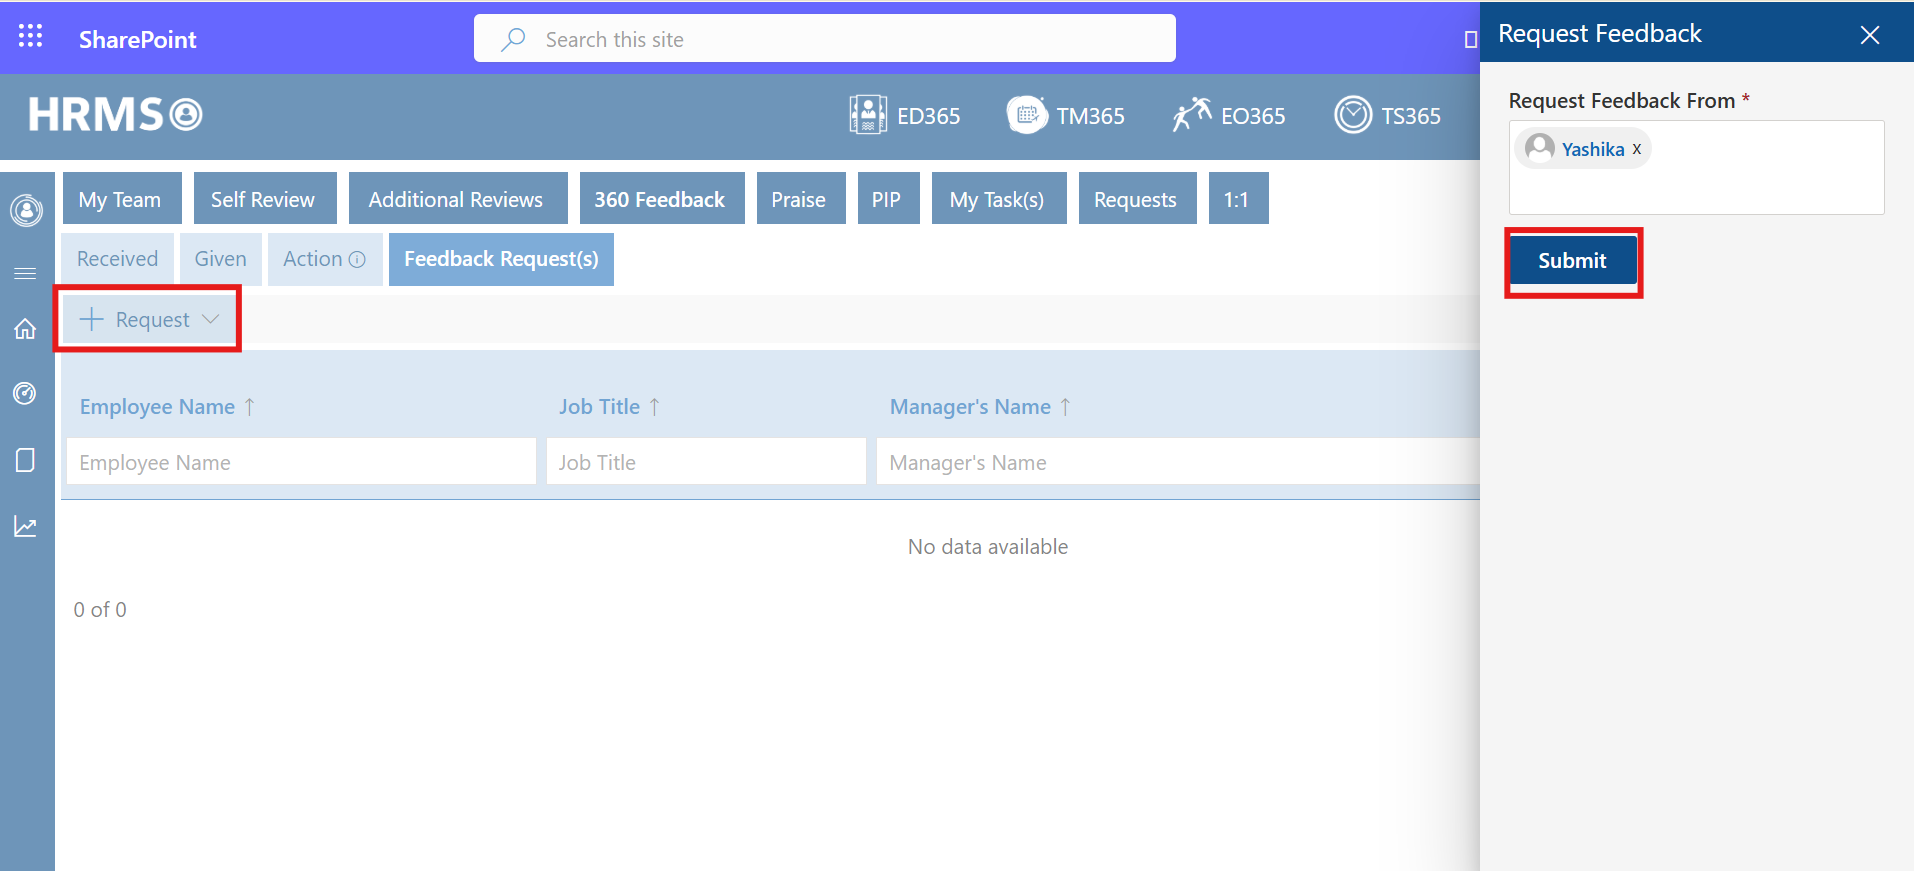 SharePoint
Search this site
Request Feedback
HRMS
ED365
TM365
EO365
TS365
Request Feedback From *
Yashika x
Submit
My Team
Self Review
Additional Reviews
360 Feedback
Praise
PIP
My Task(s)
Requests
1:1
Received
Given
Action
Feedback Request(s)
Request
Employee Name ↑
Job Title ↑
Manager's Name ↑
Employee Name
Job Title
Manager's Name
No data available
0 of 0